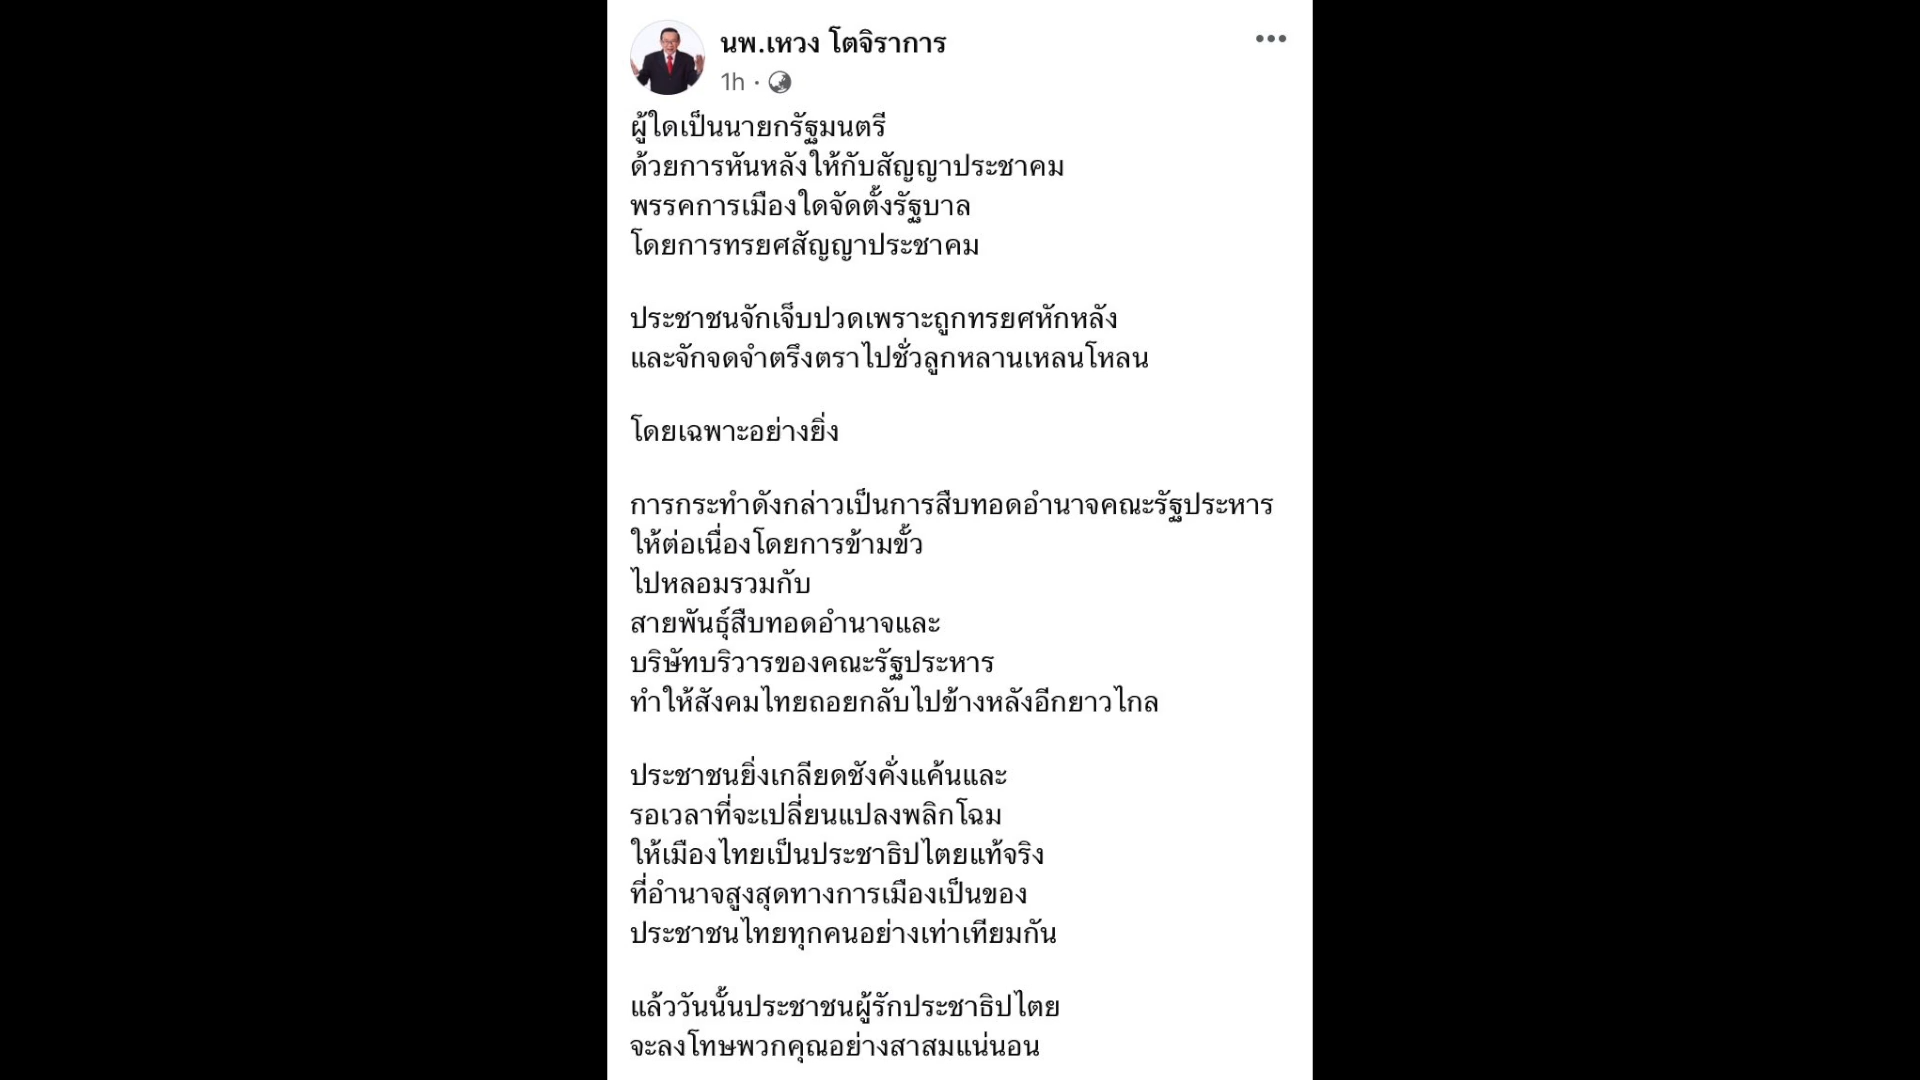 นพ.เหวง โตจิราการ
1h ·
ผู้ใดเป็นนายกรัฐมนตรี
ด้วยการหันหลังให้กับสัญญาประชาคม
พรรคการเมืองใดจัดตั้งรัฐบาล
โดยการทรยศสัญญาประชาคม
ประชาชนจักเจ็บปวดเพราะถูกทรยศหักหลัง
และจักจดจำตรึงตราไปชั่วลูกหลานเหลนโหลน
โดยเฉพาะอย่างยิ่ง
การกระทำดังกล่าวเป็นการสืบทอดอำนาจคณะรัฐประหาร
ให้ต่อเนื่องโดยการข้ามขั้ว
ไปหลอมรวมกับ
สายพันธุ์สืบทอดอำนาจและ
บริษัทบริวารของคณะรัฐประหาร
ทำให้สังคมไทยถอยกลับไปข้างหลังอีกยาวไกล
ประชาชนยิ่งเกลียดชังคั่งแค้นและ
รอเวลาที่จะเปลี่ยนแปลงพลิกโฉม
ให้เมืองไทยเป็นประชาธิปไตยแท้จริง
ที่อำนาจสูงสุดทางการเมืองเป็นของ
ประชาชนไทยทุกคนอย่างเท่าเทียมกัน
แล้ววันนั้นประชาชนผู้รักประชาธิปไตย
จะลงโทษพวกคุณอย่างสาสมแน่นอน